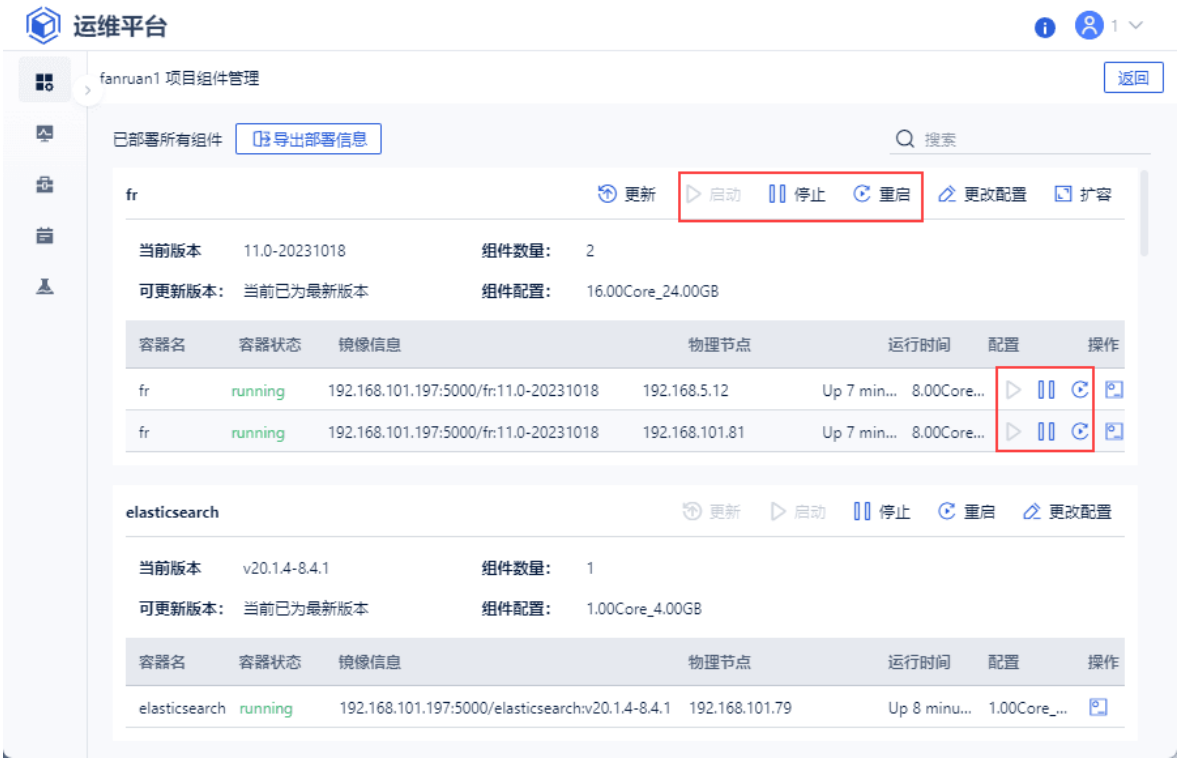 运维平台
1
fanruan1 项目组件管理
返回
已部署所有组件 导出部署信息 搜索
fr 更新 启动 停止 重启 更改配置 扩容
当前版本 11.0-20231018 组件数量: 2
可更新版本: 当前已为最新版本 组件配置: 16.00Core_24.00GB
容器名 容器状态 镜像信息 物理节点 运行时间 配置 操作
fr running 192.168.101.197:5000/fr:11.0-20231018 192.168.5.12 Up 7 min... 8.00Core...
fr running 192.168.101.197:5000/fr:11.0-20231018 192.168.101.81 Up 7 min... 8.00Core...
elasticsearch 更新 启动 停止 重启 更改配置
当前版本 v20.1.4-8.4.1 组件数量: 1
可更新版本: 当前已为最新版本 组件配置: 1.00Core_4.00GB
容器名 容器状态 镜像信息 物理节点 运行时间 配置 操作
elasticsearch running 192.168.101.197:5000/elasticsearch:v20.1.4-8.4.1 192.168.101.79 Up 8 minu... 1.00Core_...